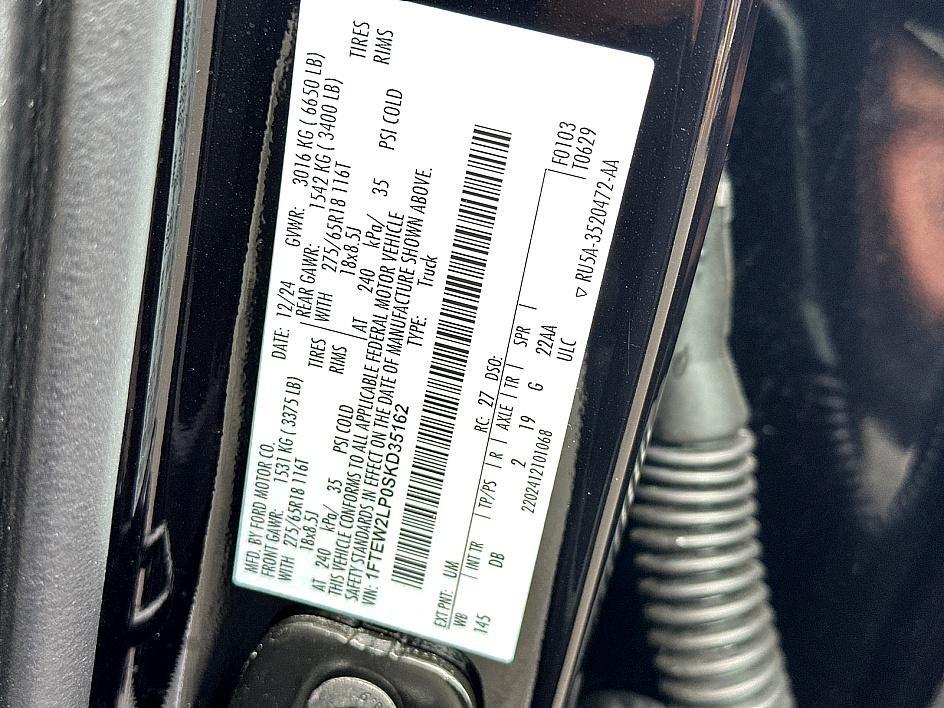 MFD. BY FORD MOTOR CO. DATE: 12/24 GVWR: 3016 KG ( 6650 LB)
FRONT GAWR: 1531 KG ( 3375 LB) REAR GAWR: 1542 KG ( 3400 LB)
WITH 275/65R18 116T TIRES WITH 275/65R18 116T TIRES
18x8.5J RIMS 18x8.5J RIMS
AT 240 kPa/ 35 PSI COLD AT 240 kPa/ 35 PSI COLD
THIS VEHICLE CONFORMS TO ALL APPLICABLE FEDERAL MOTOR VEHICLE
SAFETY STANDARDS IN EFFECT ON THE DATE OF MANUFACTURE SHOWN ABOVE.
VIN: 1FTEW2LP0SKD35162 TYPE: Truck
EXT PNT: UM RC: 27 DSO: F0103
WB INT TR TP/PS R AXLE TR SPR T0629
145 DB 2 19 G 22AA
2202412101068 ULC
▽ RU5A-3520472-AA